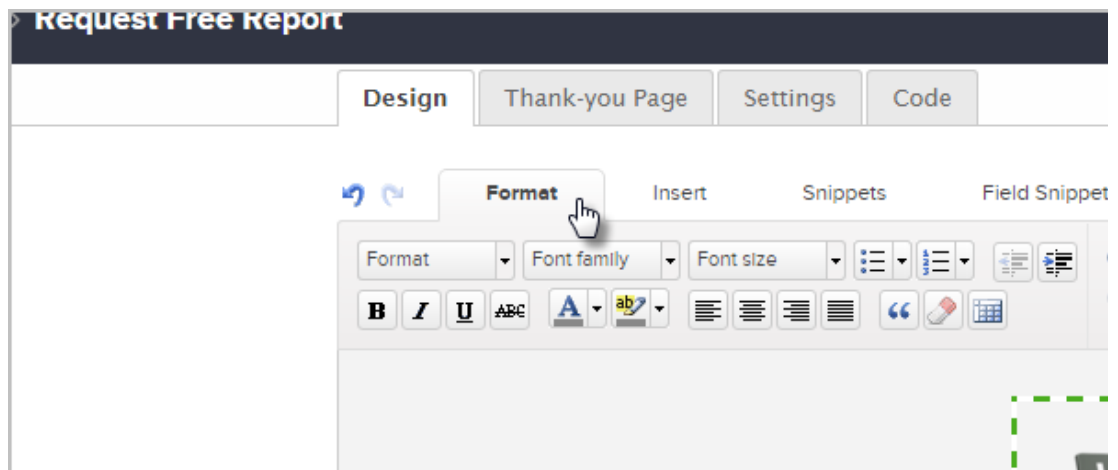 › Request Free Report
Design Thank-you Page Settings Code
Format Insert Snippets Field Snippet
Format Font family Font size
B I U ABC A ab